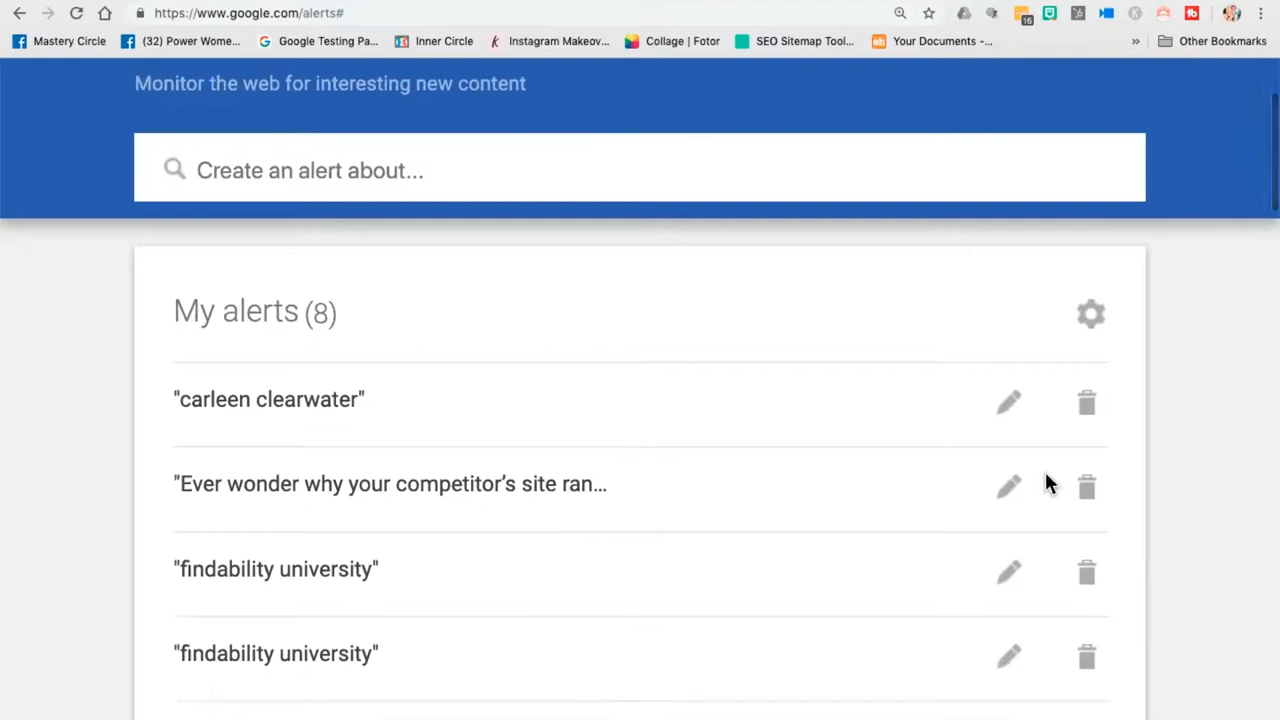 https://www.google.com/alerts#
16
Mastery Circle
(32) Power Wome...
Google Testing Pa...
Inner Circle
Instagram Makeov...
Collage | Fotor
SEO Sitemap Tool...
Your Documents -...
»
Other Bookmarks
Monitor the web for interesting new content
Create an alert about...
My alerts (8)
"carleen clearwater"
"Ever wonder why your competitor’s site ran...
"findability university"
"findability university"